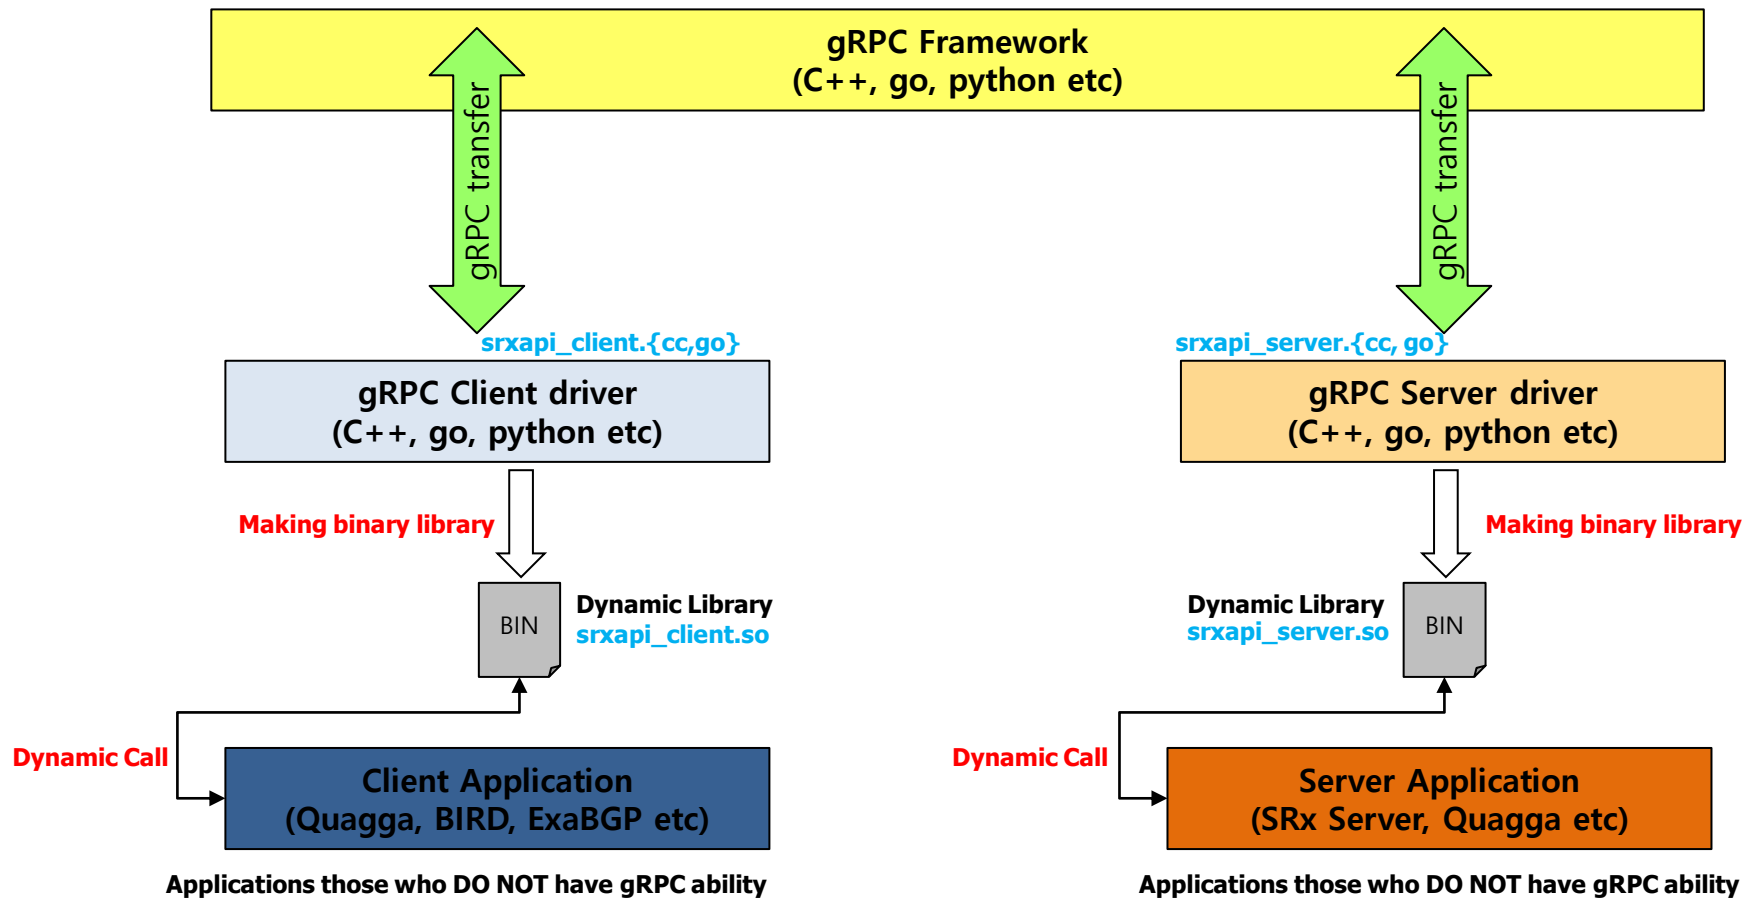 gRPC Framework
(C++, go, python etc)
gRPC transfer
gRPC transfer
srxapi_client.{cc,go}
gRPC Client driver
(C++, go, python etc)
Making binary library
BIN
Dynamic Library
srxapi_client.so
Dynamic Call
Client Application
(Quagga, BIRD, ExaBGP etc)
Applications those who DO NOT have gRPC ability
srxapi_server.{cc, go}
gRPC Server driver
(C++, go, python etc)
Making binary library
Dynamic Library
srxapi_server.so
BIN
Dynamic Call
Server Application
(SRx Server, Quagga etc)
Applications those who DO NOT have gRPC ability